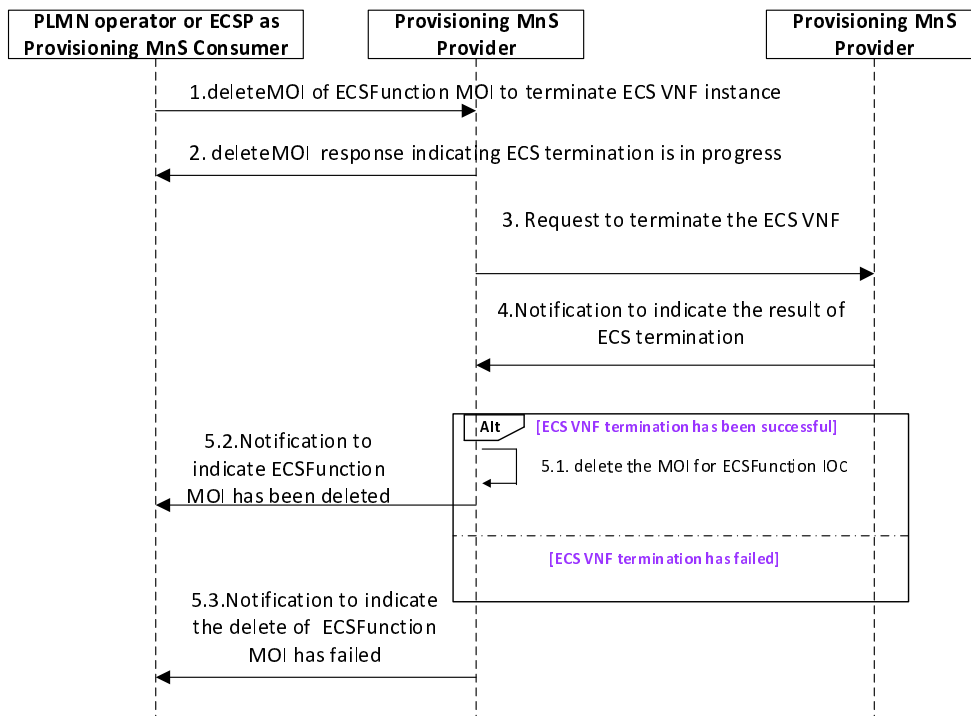 PLMN operator or ECSP as
Provisioning MnS Consumer
Provisioning MnS
Provider
Provisioning MnS
Provider
1.deleteMOI of ECSFunction MOI to terminate ECS VNF instance
2. deleteMOI response indicating ECS termination is in progress
3. Request to terminate the ECS VNF
4.Notification to indicate the result of
ECS termination
Alt
[ECS VNF termination has been successful]
5.1. delete the MOI for ECSFunction IOC
5.2.Notification to
indicate ECSFunction
MOI has been deleted
[ECS VNF termination has failed]
5.3.Notification to indicate
the delete of ECSFunction
MOI has failed